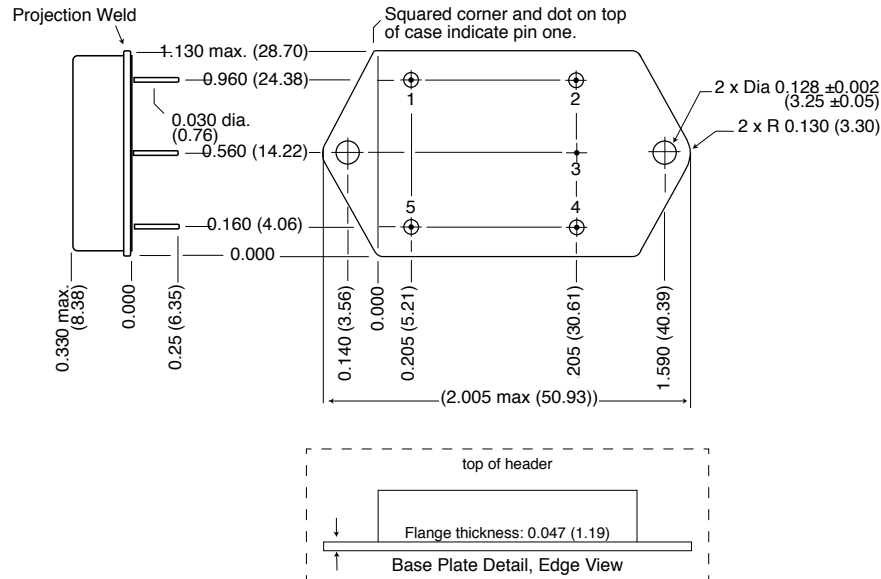 Projection Weld
Squared corner and dot on top
of case indicate pin one.
1.130 max. (28.70)
0.960 (24.38)
1
2
2 x Dia 0.128 ±0.002
(3.25 ±0.05)
0.030 dia.
(0.76)
2 x R 0.130 (3.30)
0.560 (14.22)
3
5
4
0.160 (4.06)
0.000
0.330 max.
(8.38)
0.000
0.25 (6.35)
0.140 (3.56)
0.000
0.205 (5.21)
205 (30.61)
1.590 (40.39)
(2.005 max (50.93))
top of header
Flange thickness: 0.047 (1.19)
Base Plate Detail, Edge View